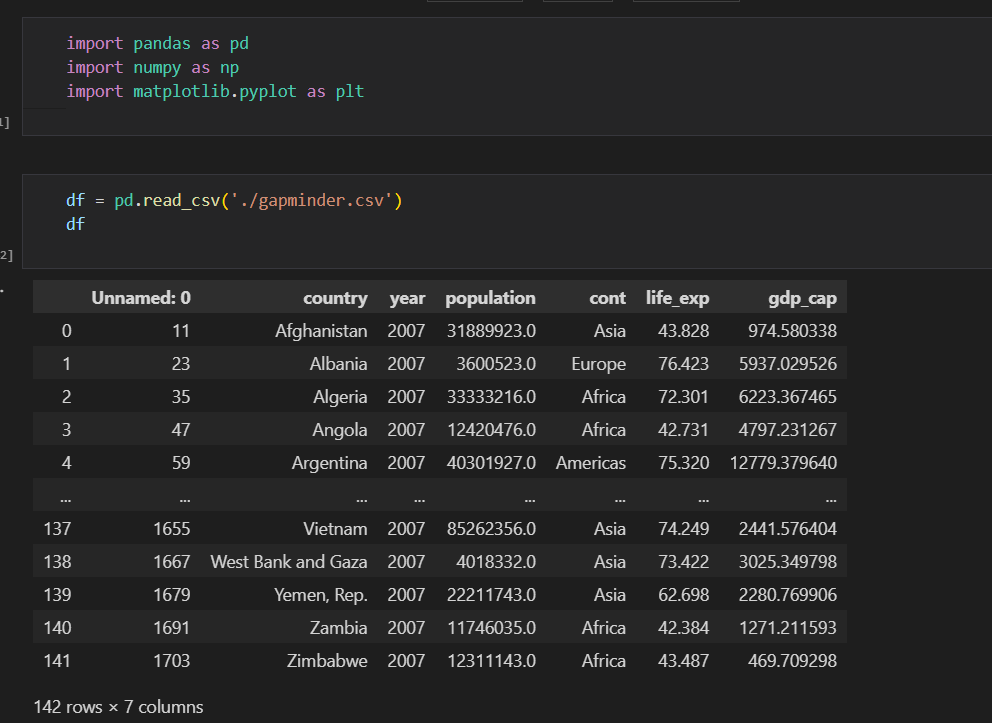 import pandas as pd
import numpy as np
import matplotlib.pyplot as plt
1]
df = pd.read_csv('./gapminder.csv')
df
2]
Unnamed: 0 country year population cont life_exp gdp_cap
0 11 Afghanistan 2007 31889923.0 Asia 43.828 974.580338
1 23 Albania 2007 3600523.0 Europe 76.423 5937.029526
2 35 Algeria 2007 33333216.0 Africa 72.301 6223.367465
3 47 Angola 2007 12420476.0 Africa 42.731 4797.231267
4 59 Argentina 2007 40301927.0 Americas 75.320 12779.379640
... ... ... ... ... ... ... ...
137 1655 Vietnam 2007 85262356.0 Asia 74.249 2441.576404
138 1667 West Bank and Gaza 2007 4018332.0 Asia 73.422 3025.349798
139 1679 Yemen, Rep. 2007 22211743.0 Asia 62.698 2280.769906
140 1691 Zambia 2007 11746035.0 Africa 42.384 1271.211593
141 1703 Zimbabwe 2007 12311143.0 Africa 43.487 469.709298
142 rows × 7 columns